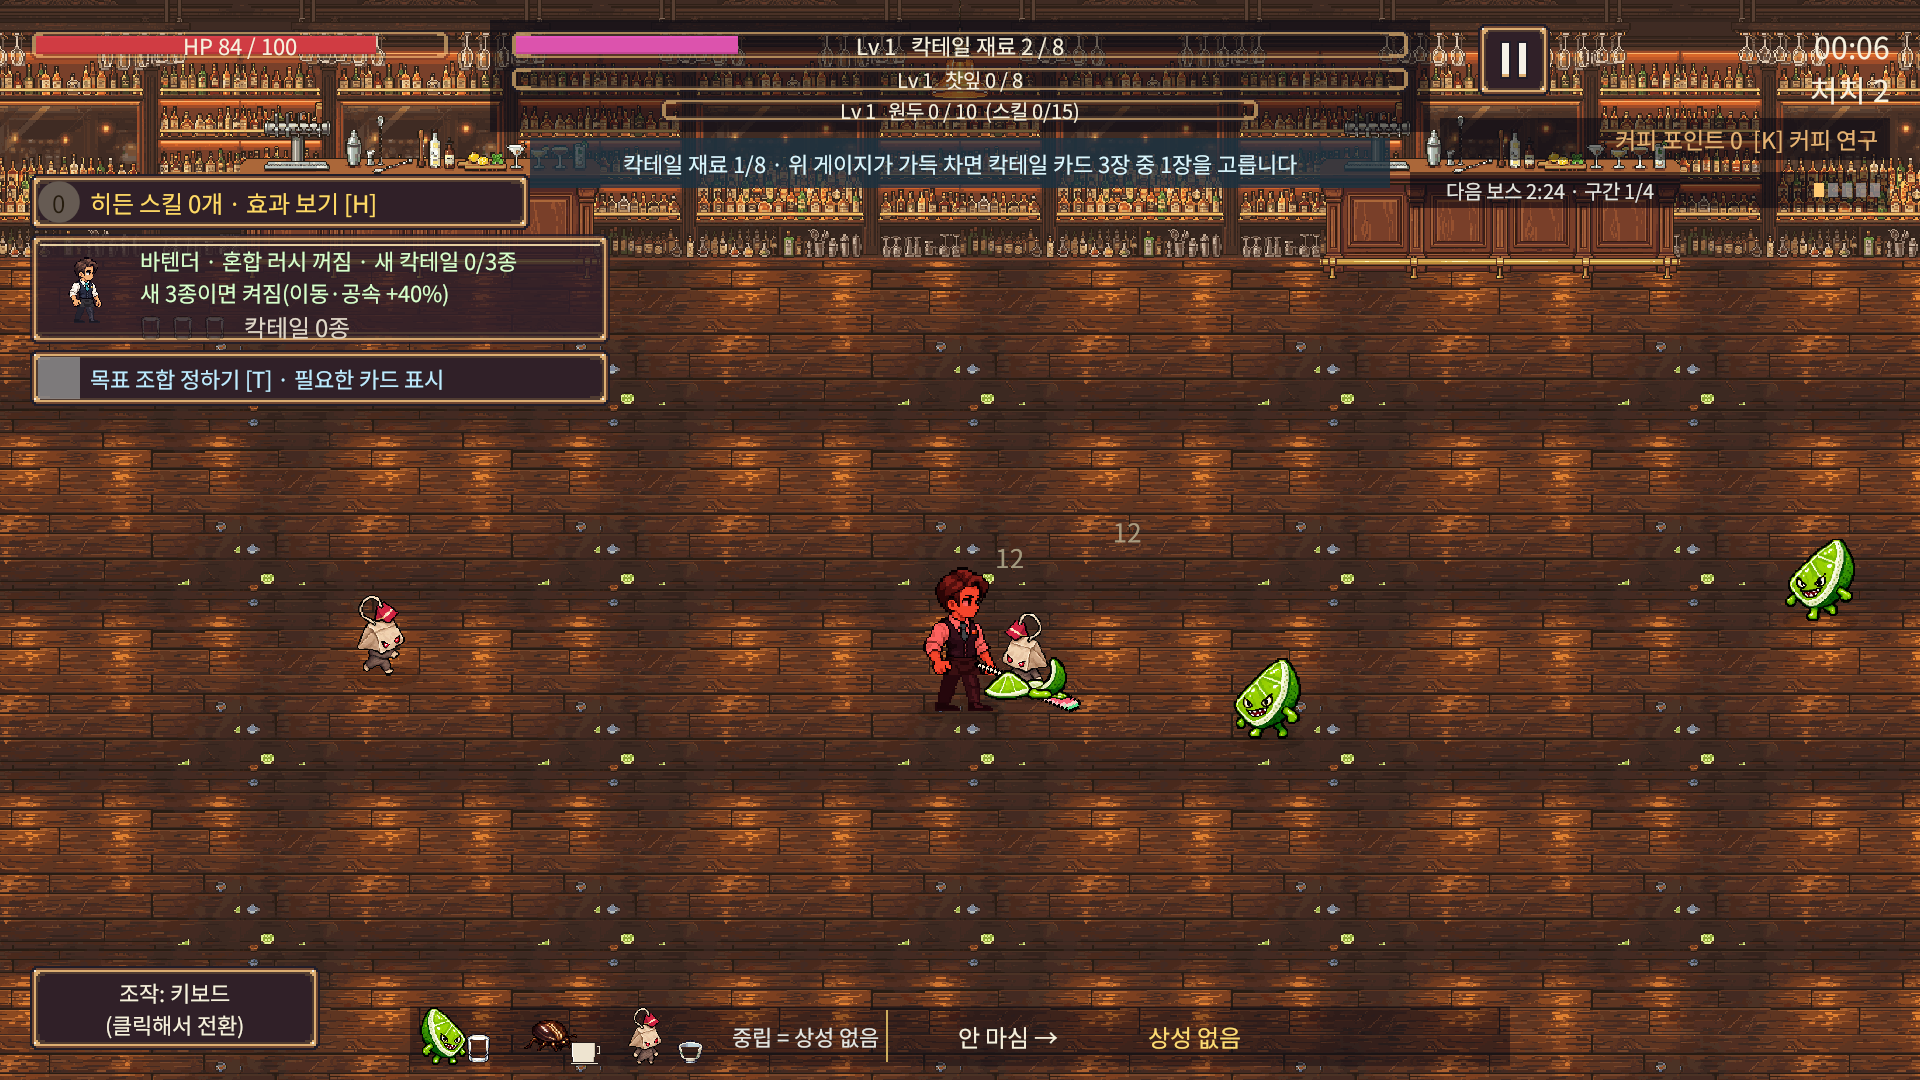 HP 84 / 100
Lv 1 칵테일 재료 2 / 8
Lv 1 찻잎 0 / 8
Lv 1 원두 0 / 10 (스킬 0/15)
00:06
처치 2
커피 포인트 0 [K] 커피 연구
칵테일 재료 1/8 · 위 게이지가 가득 차면 칵테일 카드 3장 중 1장을 고릅니다
다음 보스 2:24 · 구간 1/4
0 히든 스킬 0개 · 효과 보기 [H]
바텐더 · 혼합 러시 꺼짐 · 새 칵테일 0/3종
새 3종이면 켜짐(이동·공속 +40%)
칵테일 0종
목표 조합 정하기 [T] · 필요한 카드 표시
12
12
조작: 키보드
(클릭해서 전환)
중립 = 상성 없음
안 마심 →
상성 없음